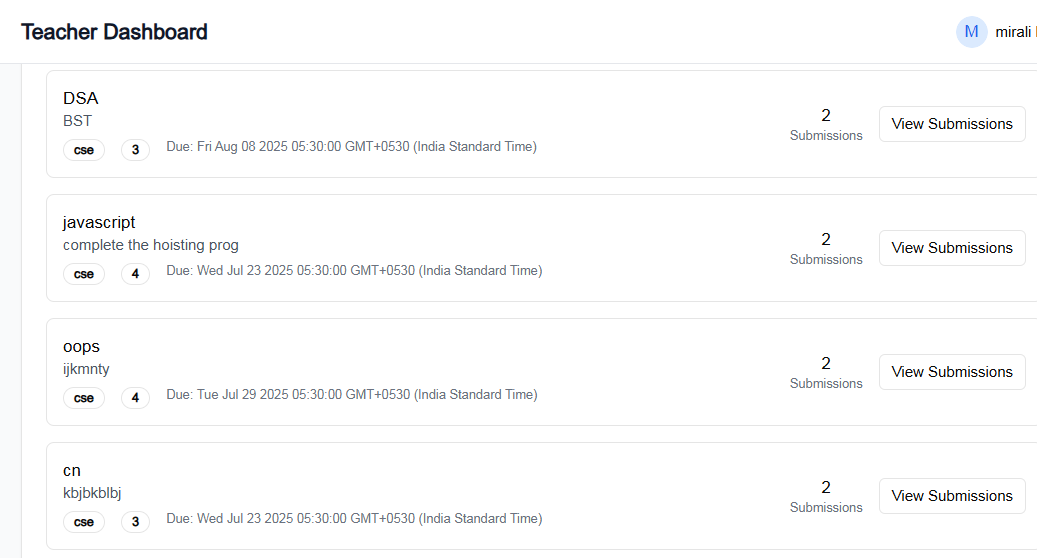 Teacher Dashboard
M
mirali
DSA
BST
cse
3
Due: Fri Aug 08 2025 05:30:00 GMT+0530 (India Standard Time)
2
Submissions
View Submissions
javascript
complete the hoisting prog
cse
4
Due: Wed Jul 23 2025 05:30:00 GMT+0530 (India Standard Time)
2
Submissions
View Submissions
oops
ijkmnty
cse
4
Due: Tue Jul 29 2025 05:30:00 GMT+0530 (India Standard Time)
2
Submissions
View Submissions
cn
kbjbkblbj
cse
3
Due: Wed Jul 23 2025 05:30:00 GMT+0530 (India Standard Time)
2
Submissions
View Submissions